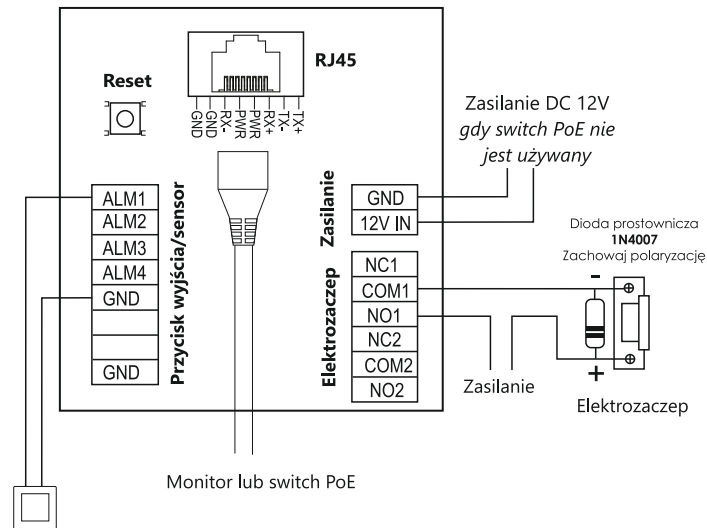 RJ45
Reset
GND
GND
RX-
PWR
PWR
RX+
TX-
TX+
Zasilanie DC 12V
gdy switch PoE nie
jest używany
ALM1
ALM2
ALM3
ALM4
GND
GND
Przycisk wyjścia/sensor
Zasilanie
GND
12V IN
Elektrozaczep
NC1
COM1
NO1
NC2
COM2
NO2
Dioda prostownicza
1N4007
Zachowaj polaryzację
-
+
Zasilanie
Elektrozaczep
Monitor lub switch PoE